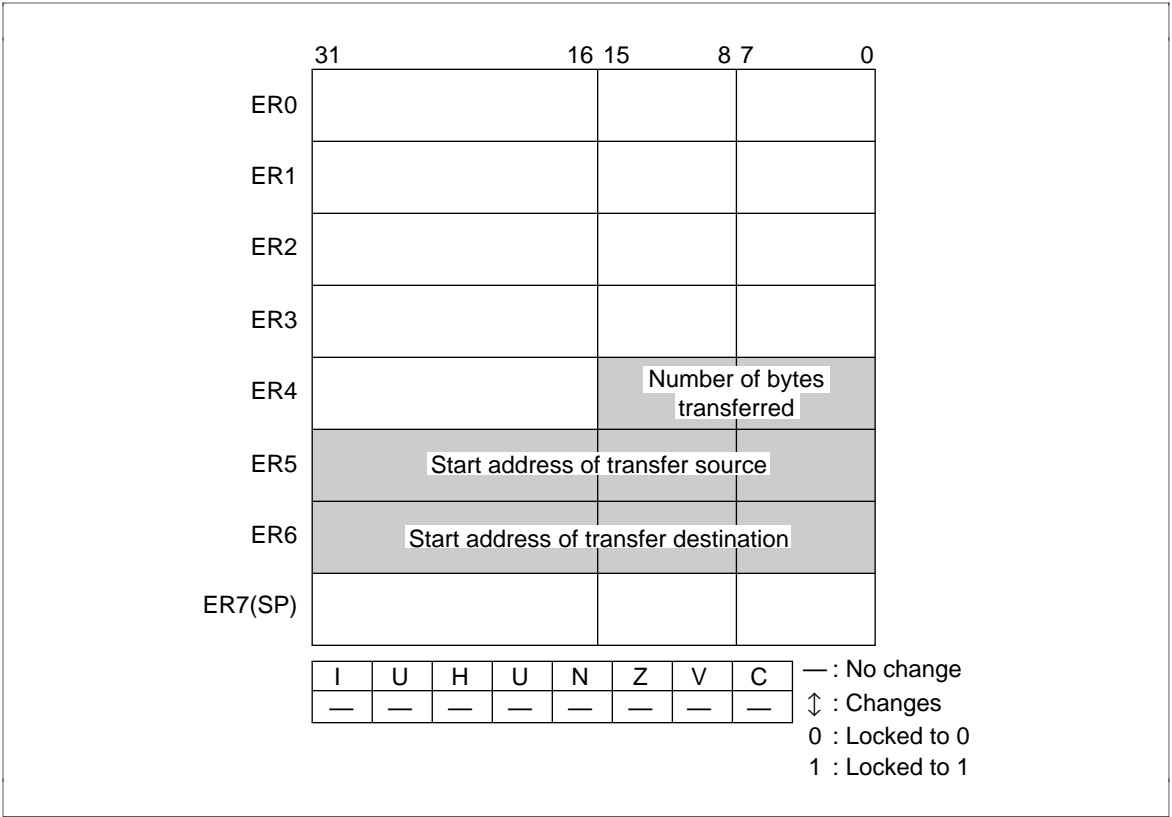 31 16 15 8 7 0
ER0
ER1
ER2
ER3
ER4 Number of bytes
transferred
ER5 Start address of transfer source
ER6 Start address of transfer destination
ER7(SP)
I U H U N Z V C
— — — — — — — —
— : No change
↕ : Changes
0 : Locked to 0
1 : Locked to 1